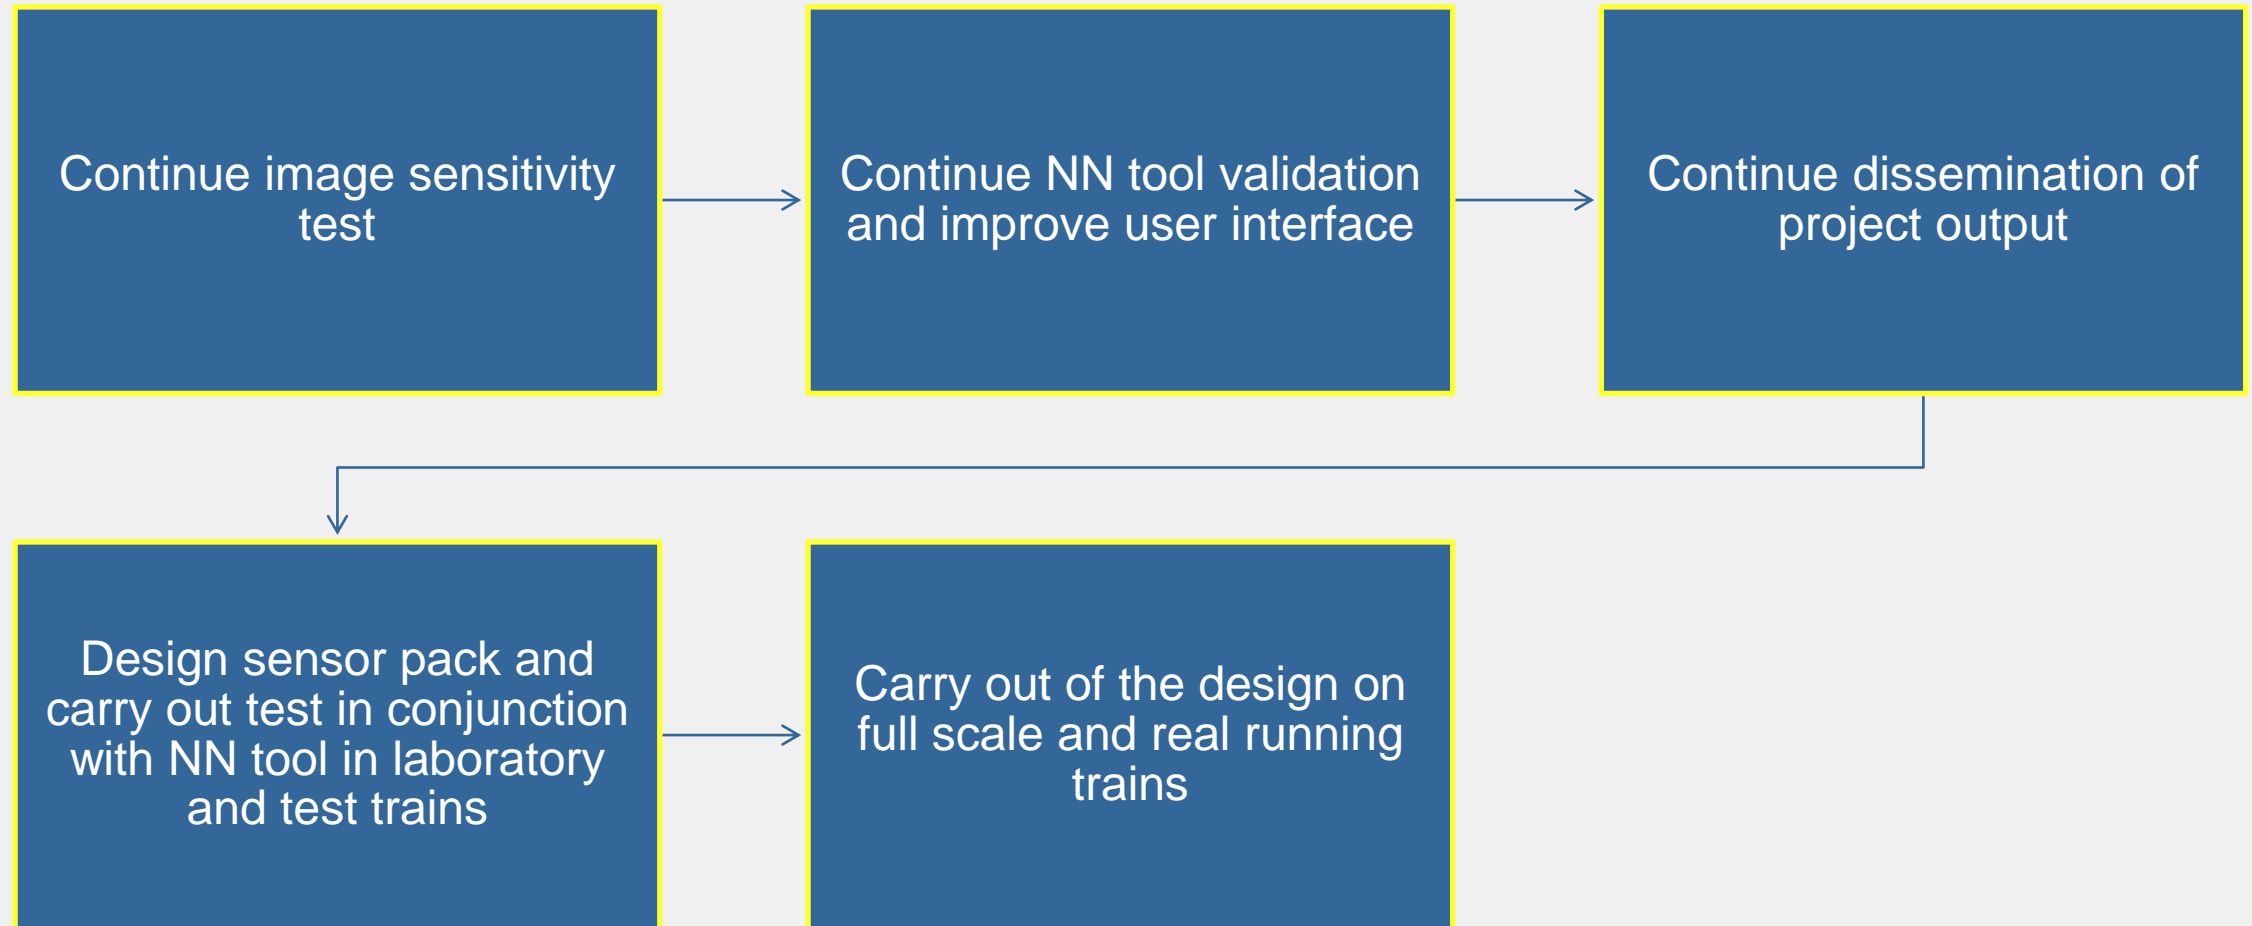 Continue image sensitivity
test
Continue NN tool validation
and improve user interface
Continue dissemination of
project output
Design sensor pack and
carry out test in conjunction
with NN tool in laboratory
and test trains
Carry out of the design on
full scale and real running
trains